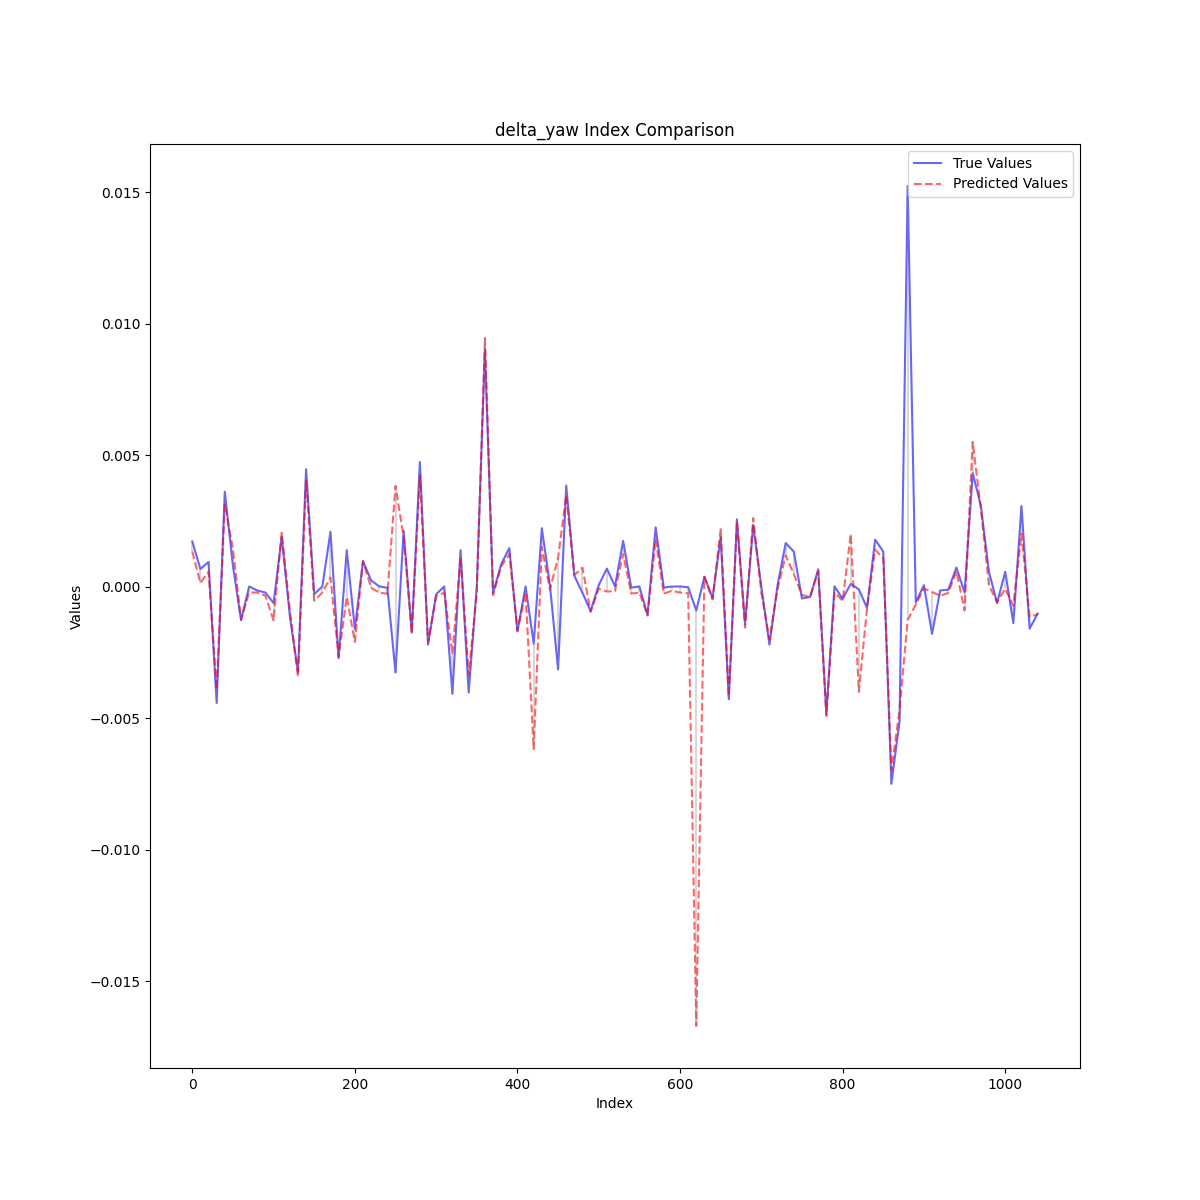 delta_yaw Index Comparison
True Values
Predicted Values
0.015
0.010
0.005
0.000
−0.005
−0.010
−0.015
Values
0 200 400 600 800 1000
Index